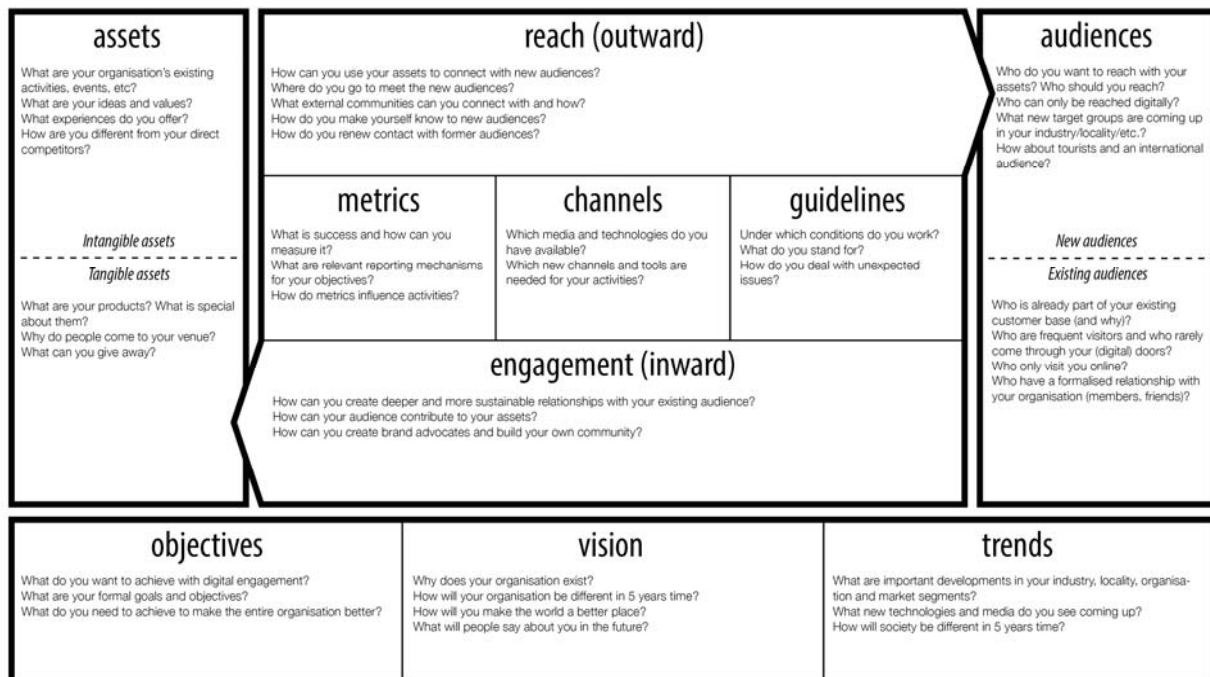 assets
What are your organisation's existing
activities, events, etc?
What are your ideas and values?
What experiences do you offer?
How are you different from your direct
competitors?
Intangible assets
Tangible assets
What are your products? What is special
about them?
Why do people come to your venue?
What can you give away?
reach (outward)
How can you use your assets to connect with new audiences?
Where do you go to meet the new audiences?
What external communities can you connect with and how?
How do you make yourself know to new audiences?
How do you renew contact with former audiences?
metrics
What is success and how can you
measure it?
What are relevant reporting mechanisms
for your objectives?
How do metrics influence activities?
channels
Which media and technologies do you
have available?
Which new channels and tools are
needed for your activities?
guidelines
Under which conditions do you work?
What do you stand for?
How do you deal with unexpected
issues?
engagement (inward)
How can you create deeper and more sustainable relationships with your existing audience?
How can your audience contribute to your assets?
How can you create brand advocates and build your own community?
audiences
Who do you want to reach with your
assets? Who should you reach?
Who can only be reached digitally?
What new target groups are coming up
in your industry/locality/etc.?
How about tourists and an international
audience?
New audiences
Existing audiences
Who is already part of your existing
customer base (and why)?
Who are frequent visitors and who rarely
come through your (digital) doors?
Who only visit you online?
Who have a formalised relationship with
your organisation (members, friends)?
objectives
What do you want to achieve with digital engagement?
What are your formal goals and objectives?
What do you need to achieve to make the entire organisation better?
vision
Why does your organisation exist?
How will your organisation be different in 5 years time?
How will you make the world a better place?
What will people say about you in the future?
trends
What are important developments in your industry, locality, organisa-
tion and market segments?
What new technologies and media do you see coming up?
How will society be different in 5 years time?